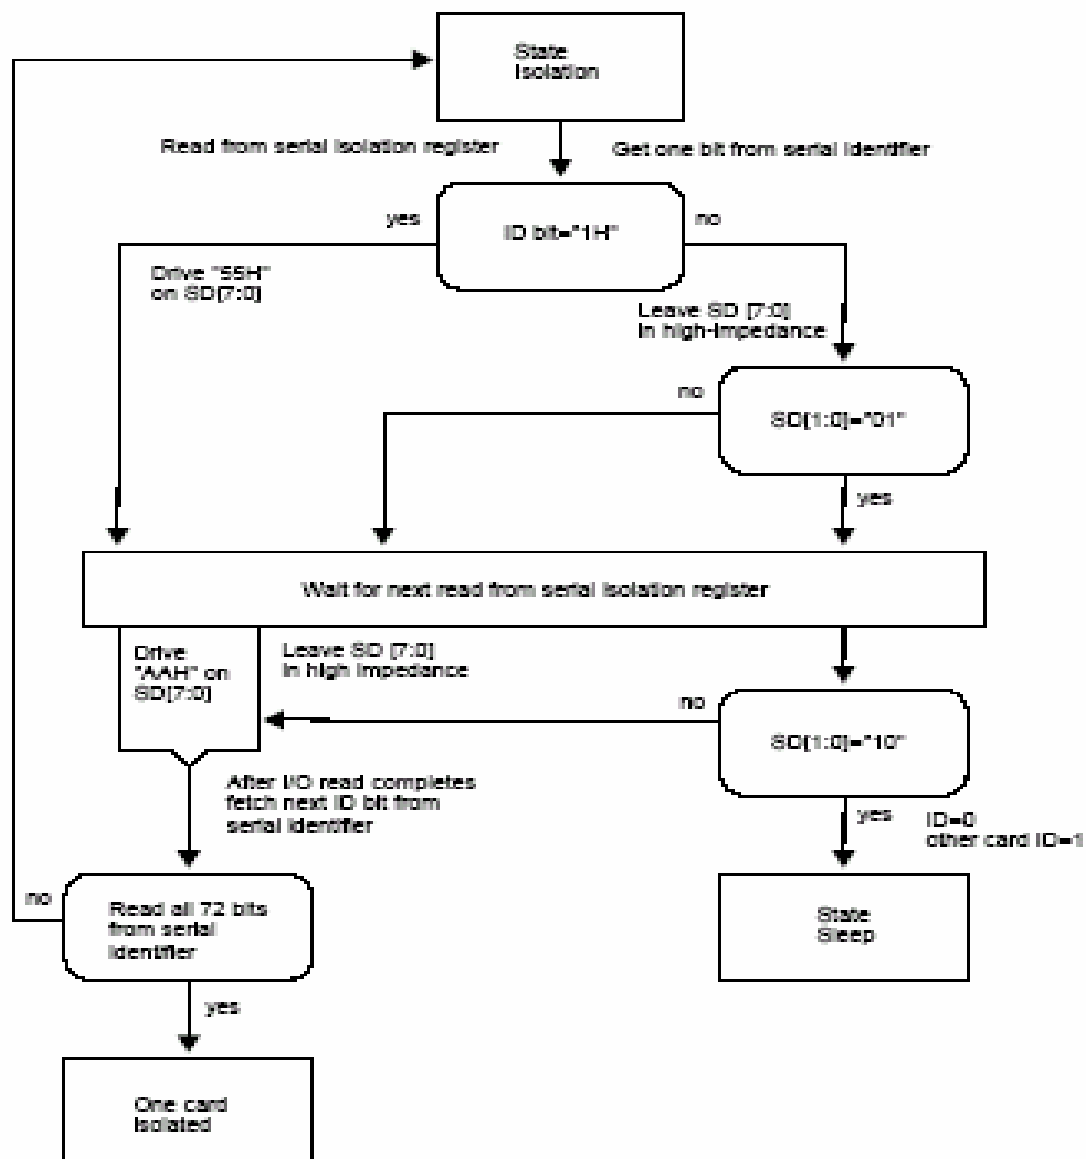 State
Isolation
Read from serial isolation register
Get one bit from serial identifier
yes
ID bit="1H"
no
Drive "55H"
on SD[7:0]
Leave SD [7:0]
in high-impedance
no
SD[1:0]="01"
yes
Wait for next read from serial isolation register
Drive
"AAH" on
SD[7:0]
Leave SD [7:0]
in high impedance
no
SD[1:0]="10"
After I/O read completes
fetch next ID bit from
serial identifier
yes
ID=0
other card ID=1
no
Read all 72 bits
from serial
identifier
State
Sleep
yes
One card
isolated